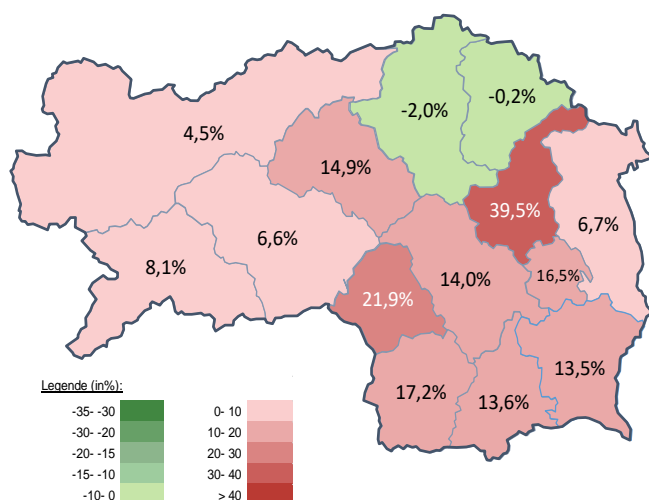 -0,2%
-2,0%
4,5%
14,9%
39,5%
6,7%
6,6%
8,1%
14,0%
16,5%
21,9%
13,5%
17,2%
13,6%
Legende (in%):
-35- -30 0- 10
-30- -20 10- 20
-20- -15 20- 30
-15- -10 30- 40
-10- 0 > 40